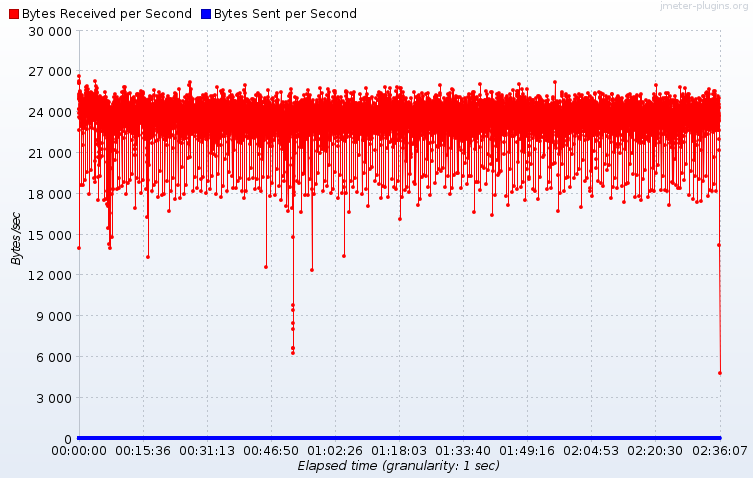 jmeter-plugins.org
Bytes Received per Second Bytes Sent per Second
30 000
27 000
24 000
21 000
18 000
15 000
12 000
9 000
6 000
3 000
0
Bytes /sec
00:00:00 00:15:36 00:31:13 00:46:50 01:02:26 01:18:03 01:33:40 01:49:16 02:04:53 02:20:30 02:36:07
Elapsed time (granularity: 1 sec)